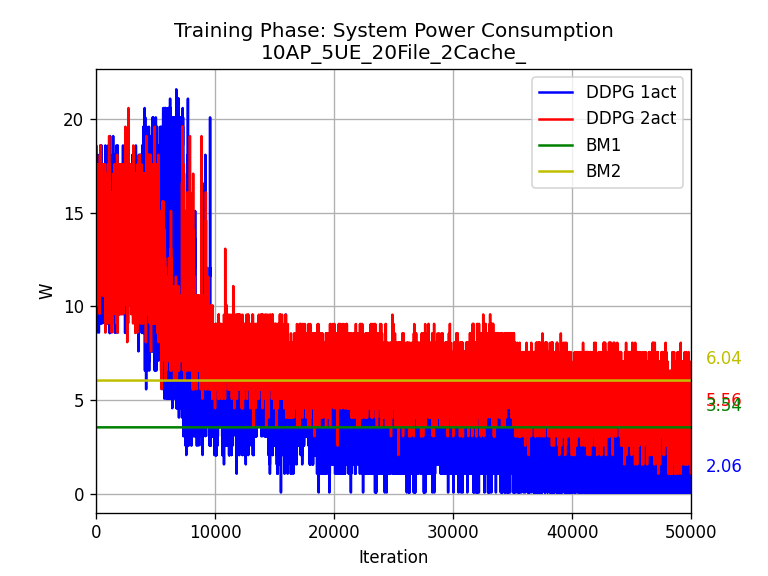 Training Phase: System Power Consumption
10AP_5UE_20File_2Cache_
DDPG 1act
DDPG 2act
BM1
BM2
20
15
10
5
0
W
6.04
5.56
3.54
2.06
0
10000
20000
30000
40000
50000
Iteration